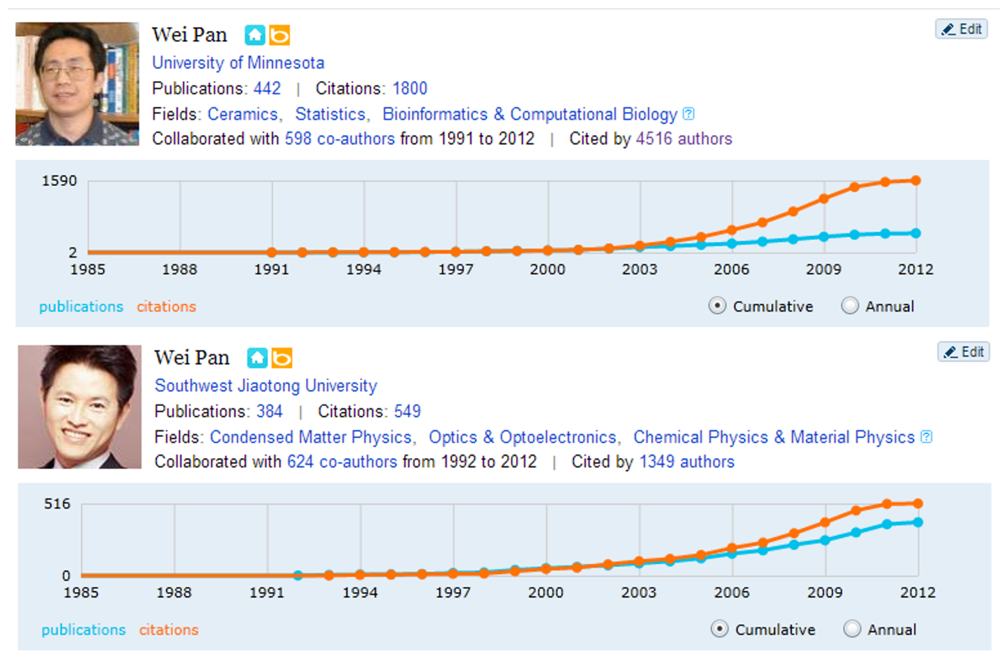 Wei Pan
Edit
University of Minnesota
Publications: 442 | Citations: 1800
Fields: Ceramics, Statistics, Bioinformatics & Computational Biology ?
Collaborated with 598 co-authors from 1991 to 2012 | Cited by 4516 authors
1590
2
1985 1988 1991 1994 1997 2000 2003 2006 2009 2012
publications citations Cumulative Annual
Wei Pan
Edit
Southwest Jiaotong University
Publications: 384 | Citations: 549
Fields: Condensed Matter Physics, Optics & Optoelectronics, Chemical Physics & Material Physics ?
Collaborated with 624 co-authors from 1992 to 2012 | Cited by 1349 authors
516
0
1985 1988 1991 1994 1997 2000 2003 2006 2009 2012
publications citations Cumulative Annual